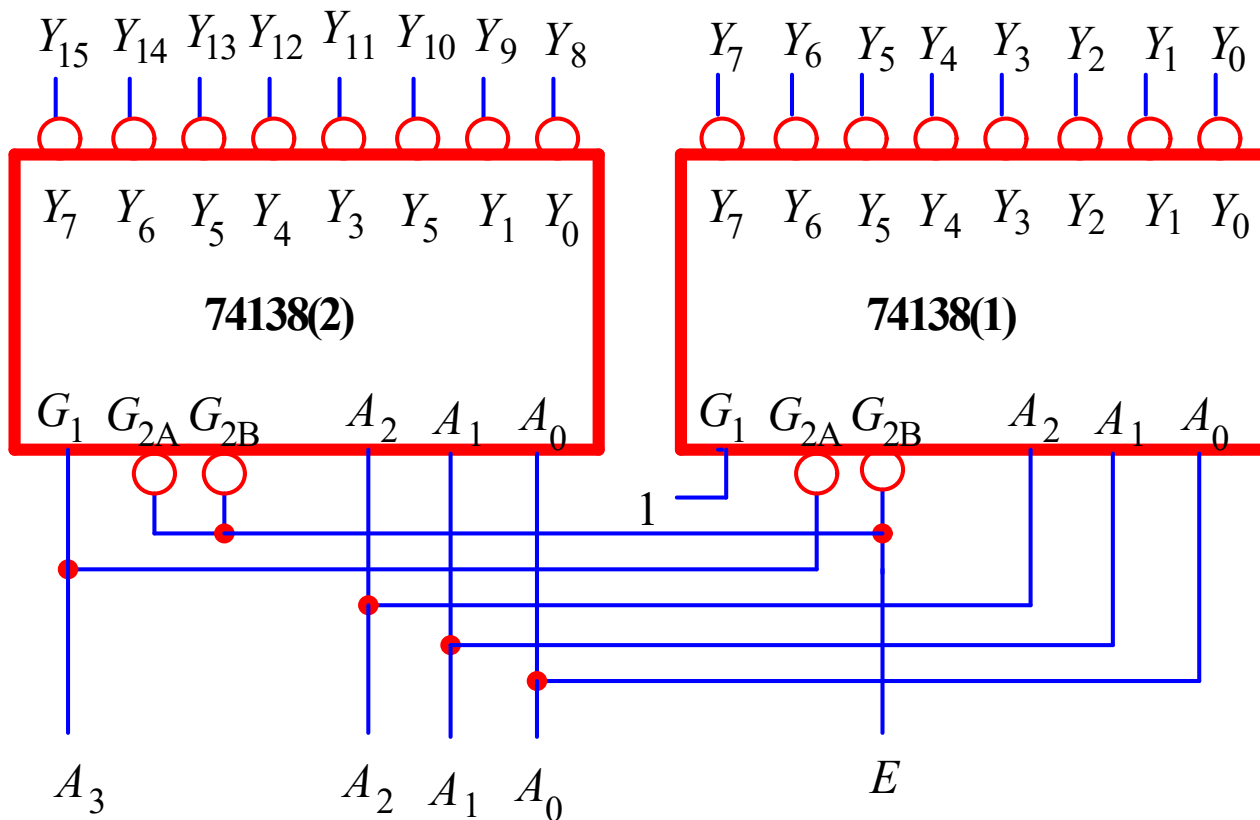 Y15 Y14 Y13 Y12 Y11 Y10 Y9 Y8 Y7 Y6 Y5 Y4 Y3 Y2 Y1 Y0
Y7 Y6 Y5 Y4 Y3 Y5 Y1 Y0 Y7 Y6 Y5 Y4 Y3 Y2 Y1 Y0
74138(2) 74138(1)
G1 G2A G2B A2 A1 A0 G1 G2A G2B A2 A1 A0
1
A3 A2 A1 A0 E